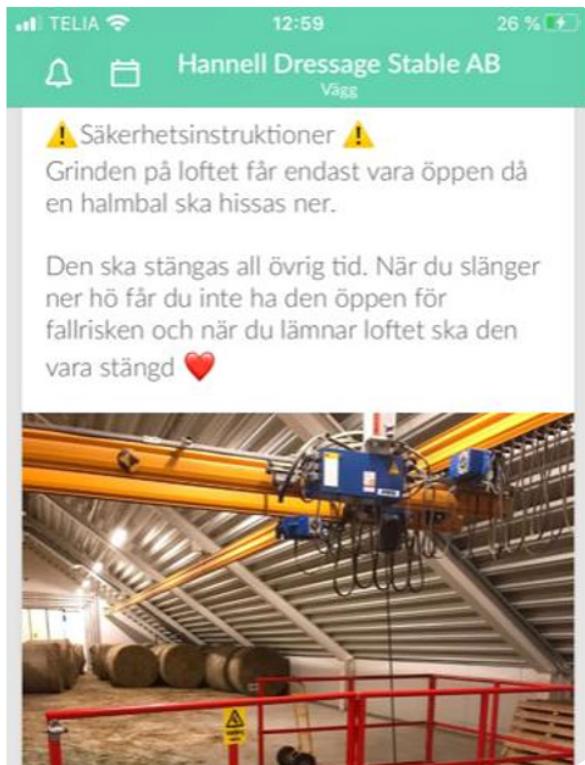 TELIA 12:59 26 %
Hannell Dressage Stable AB
Vägg
⚠️Säkerhetsinstruktioner ⚠️
Grinden på loftet får endast vara öppen då
en halmbal ska hissas ner.
Den ska stängas all övrig tid. När du slänger
ner hö får du inte ha den öppen för
fallrisken och när du lämnar loftet ska den
vara stängd ❤️